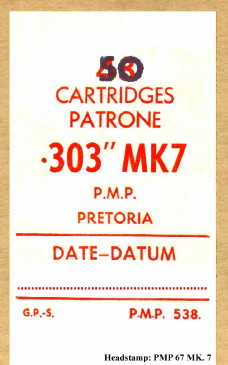 50
CARTRIDGES
PATRONE
.303" MK7
P.M.P.
PRETORIA
DATE-DATUM
G.P.-S. P.M.P. 538.
Headstamp: PMP 67 MK. 7